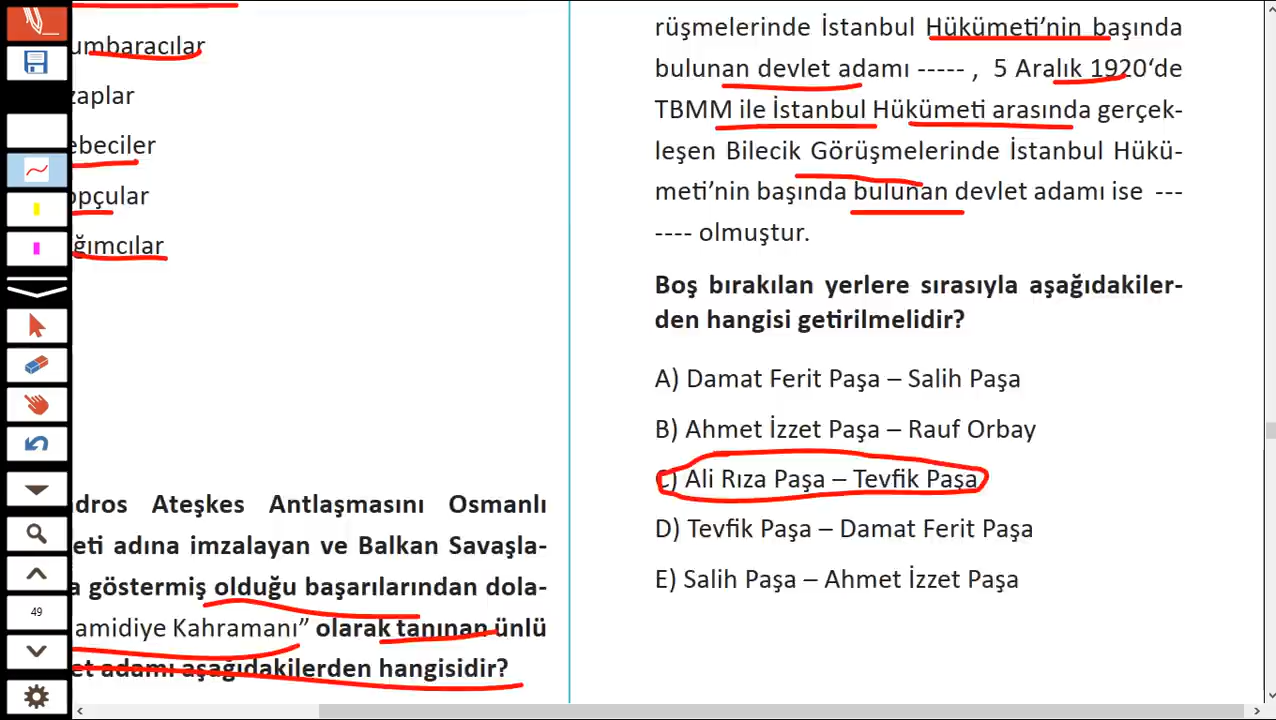 umbaracılar
zaplar
ebeciler
opçular
ğımcılar
dros Ateşkes Antlaşmasını Osmanlı
eti adına imzalayan ve Balkan Savaşla-
a göstermiş olduğu başarılarından dola-
amidiye Kahramanı” olarak tanınan ünlü
et adamı aşağıdakilerden hangisidir?
rüşmelerinde İstanbul Hükümeti’nin başında
bulunan devlet adamı ----- , 5 Aralık 1920‘de
TBMM ile İstanbul Hükümeti arasında gerçek-
leşen Bilecik Görüşmelerinde İstanbul Hükü-
meti’nin başında bulunan devlet adamı ise ---
---- olmuştur.
Boş bırakılan yerlere sırasıyla aşağıdakiler-
den hangisi getirilmelidir?
A) Damat Ferit Paşa – Salih Paşa
B) Ahmet İzzet Paşa – Rauf Orbay
C) Ali Rıza Paşa – Tevfik Paşa
D) Tevfik Paşa – Damat Ferit Paşa
E) Salih Paşa – Ahmet İzzet Paşa
49